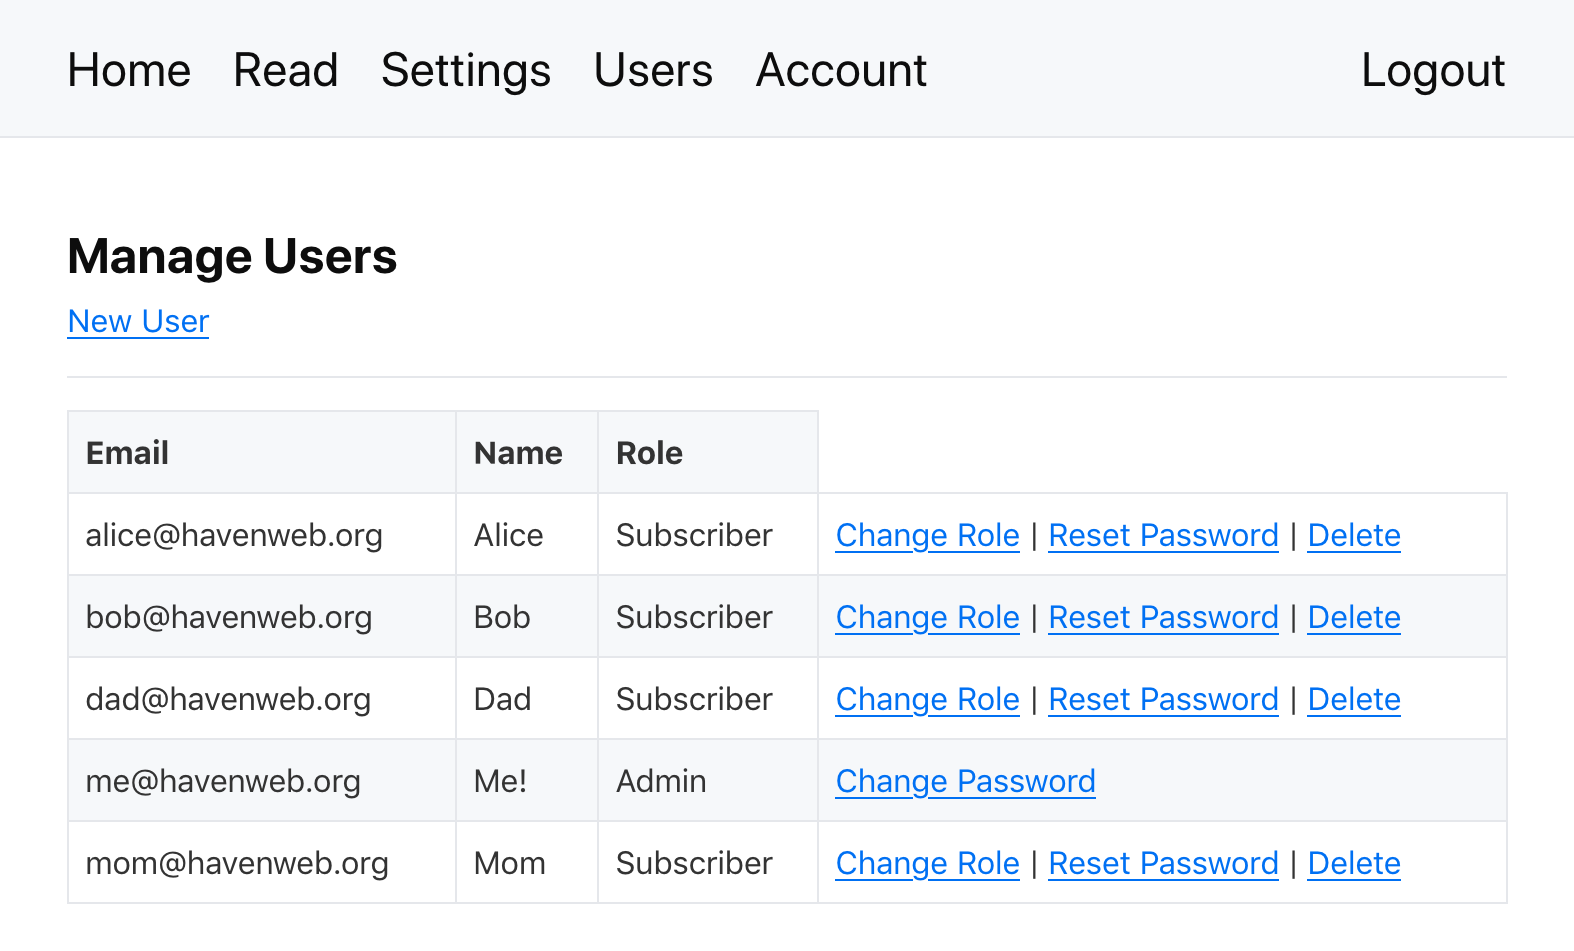 Home Read Settings Users Account Logout
Manage Users
New User
Email Name Role
alice@havenweb.org Alice Subscriber Change Role | Reset Password | Delete
bob@havenweb.org Bob Subscriber Change Role | Reset Password | Delete
dad@havenweb.org Dad Subscriber Change Role | Reset Password | Delete
me@havenweb.org Me! Admin Change Password
mom@havenweb.org Mom Subscriber Change Role | Reset Password | Delete